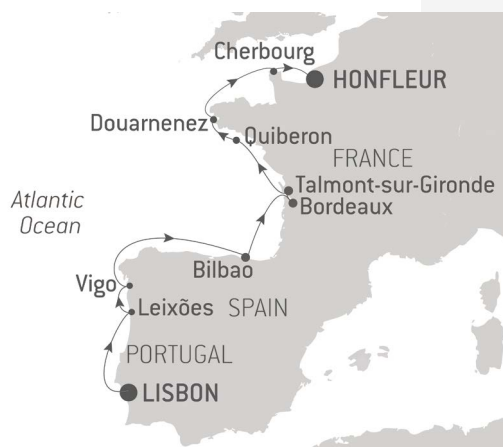 Cherbourg
HONFLEUR
Douarnenez
Quiberon
FRANCE
Talmont-sur-Gironde
Bordeaux
Atlantic
Ocean
Bilbao
Vigo
Leixões
SPAIN
PORTUGAL
LISBON